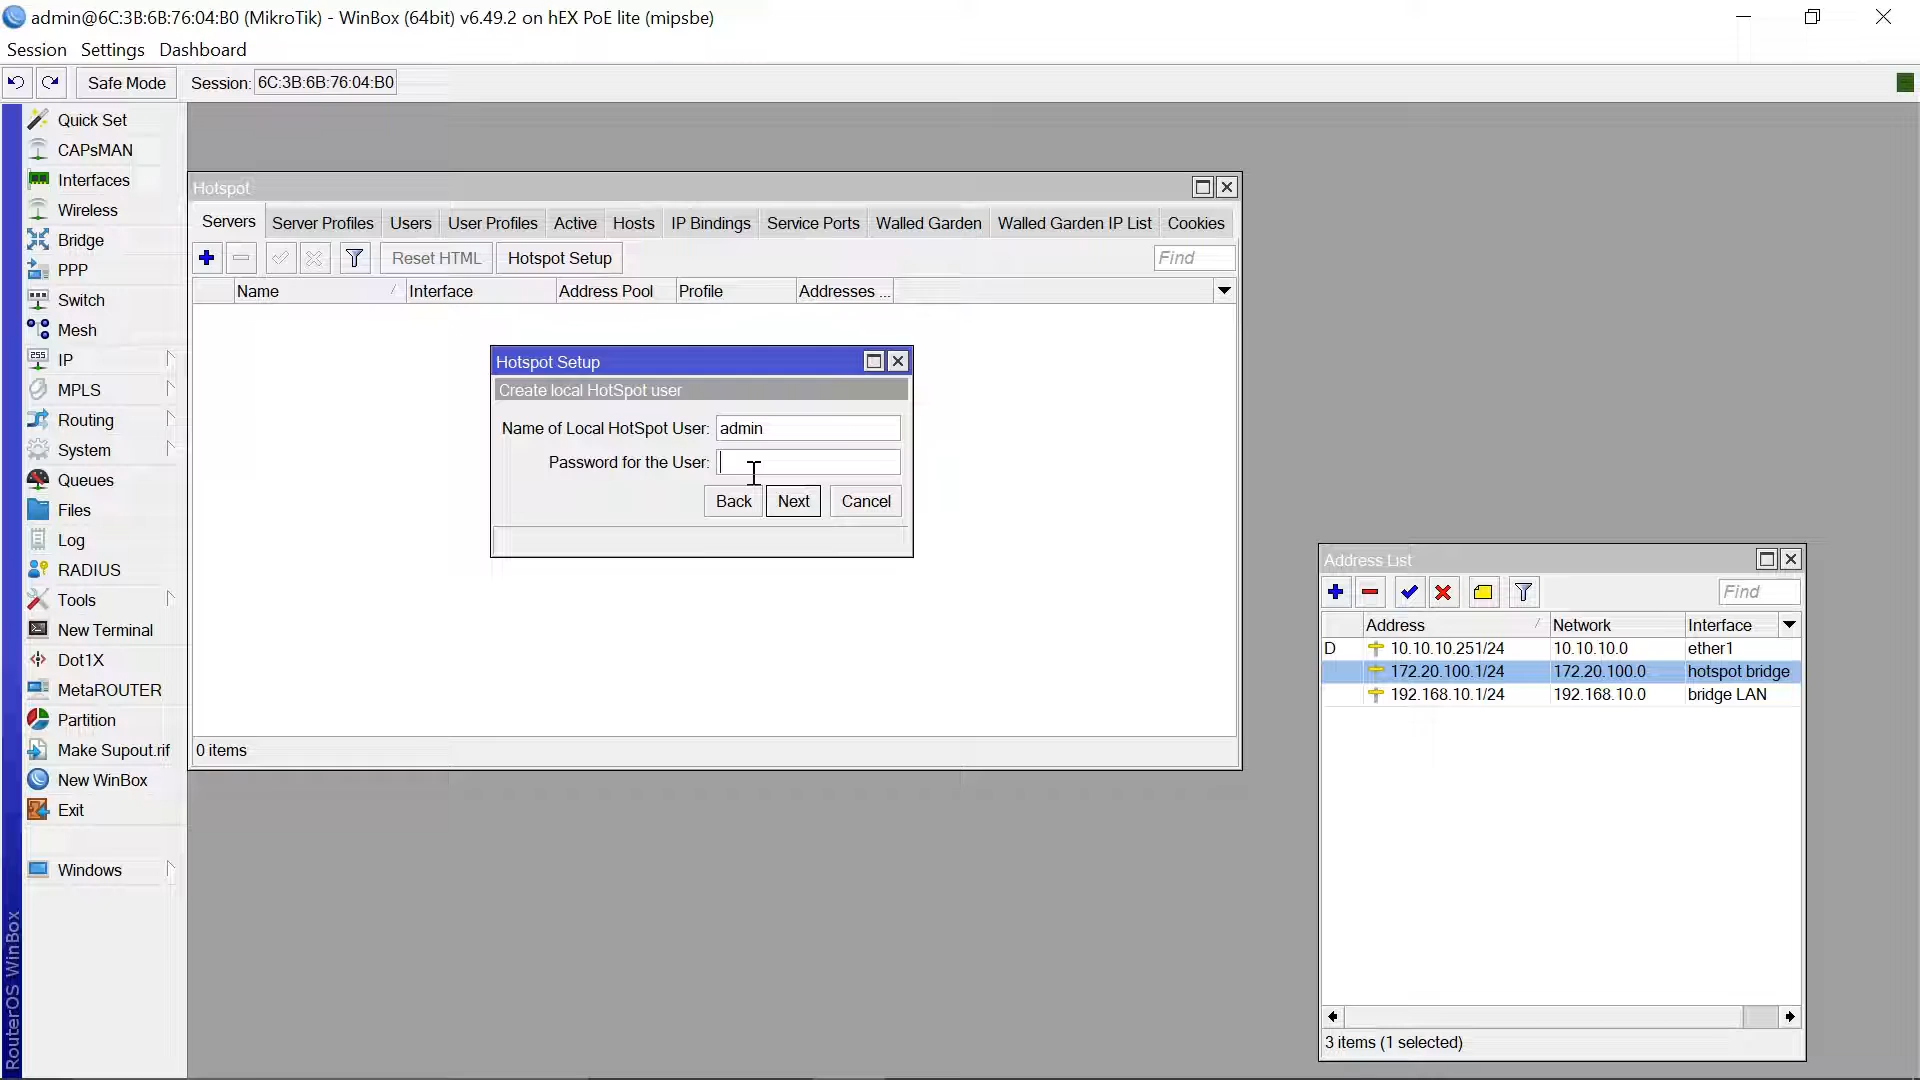 admin@6C:3B:6B:76:04:B0 (MikroTik) - WinBox (64bit) v6.49.2 on hEX PoE lite (mipsbe)
Session Settings Dashboard
Safe Mode Session: 6C:3B:6B:76:04:B0
Quick Set
CAPsMAN
Interfaces
Wireless
Bridge
PPP
Switch
Mesh
255 IP
MPLS
Routing
System
Queues
Files
Log
RADIUS
Tools
New Terminal
Dot1X
MetaROUTER
Partition
Make Supout.rif
New WinBox
Exit
Windows
RouterOS WinBox
Hotspot
Servers Server Profiles Users User Profiles Active Hosts IP Bindings Service Ports Walled Garden Walled Garden IP List Cookies
Reset HTML Hotspot Setup Find
Name Interface Address Pool Profile Addresses ...
0 items
Hotspot Setup
Create local HotSpot user
Name of Local HotSpot User: admin
Password for the User:
Back Next Cancel
Address List
Find
Address Network Interface
D 10.10.10.251/24 10.10.10.0 ether1
172.20.100.1/24 172.20.100.0 hotspot bridge
192.168.10.1/24 192.168.10.0 bridge LAN
3 items (1 selected)